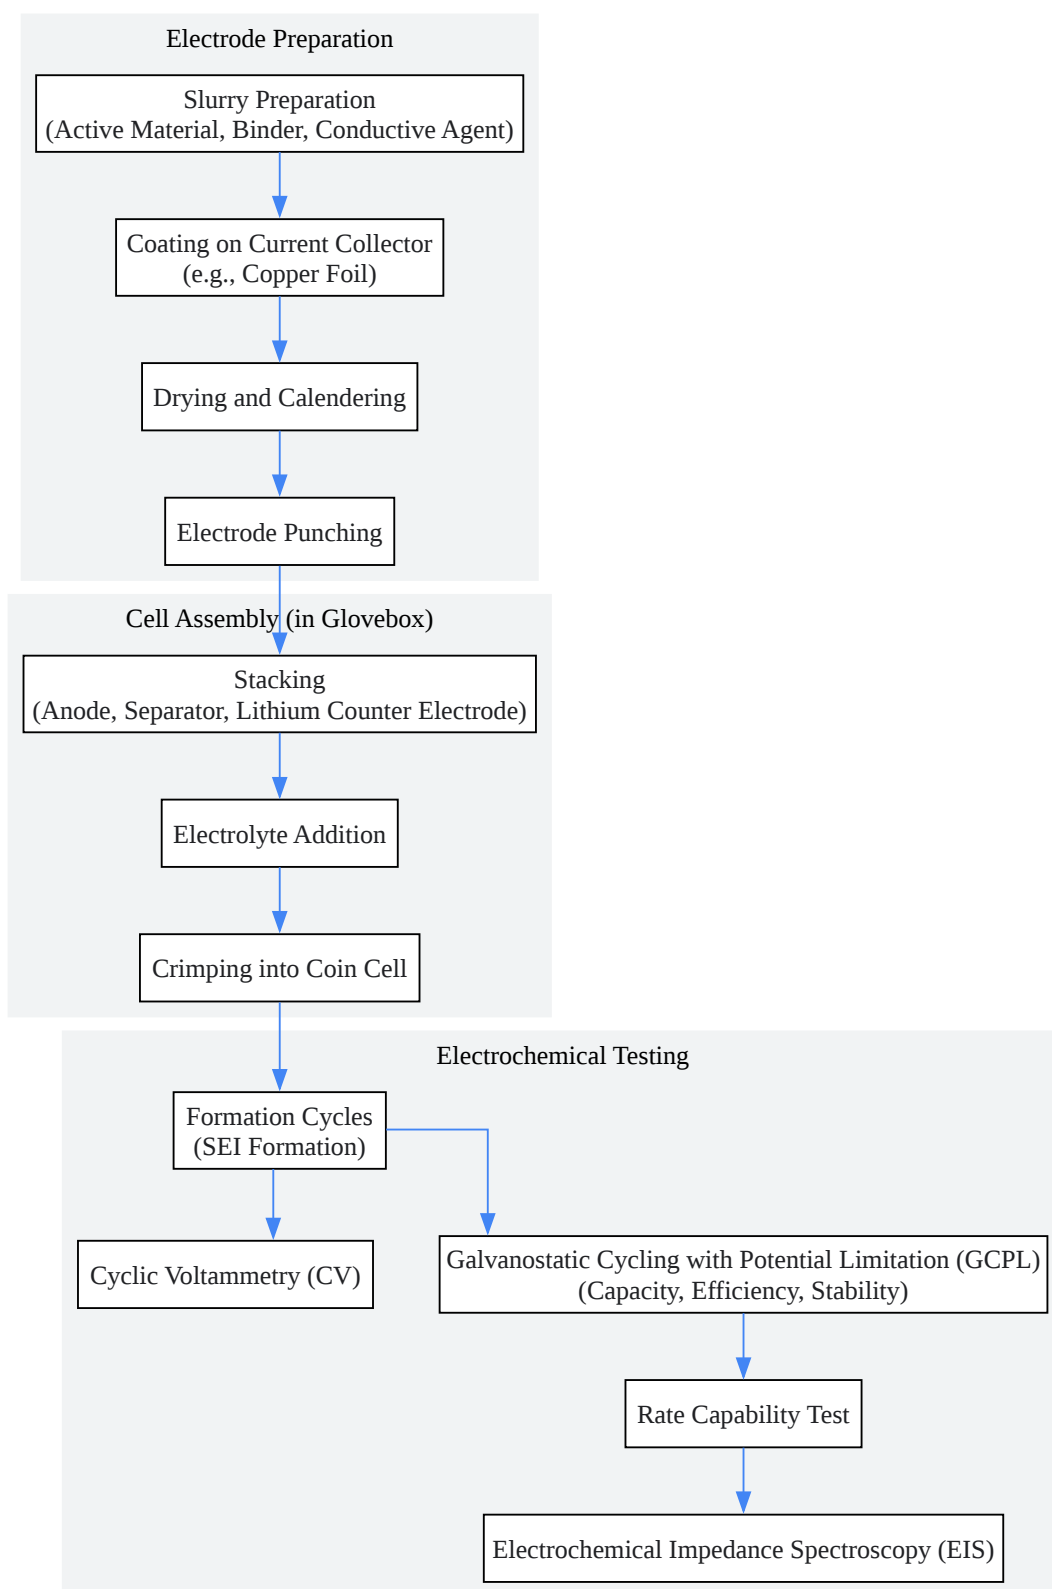 Electrode Preparation
Slurry Preparation
(Active Material, Binder, Conductive Agent)
Coating on Current Collector
(e.g., Copper Foil)
Drying and Calendering
Electrode Punching
Cell Assembly (in Glovebox)
Stacking
(Anode, Separator, Lithium Counter Electrode)
Electrolyte Addition
Crimping into Coin Cell
Electrochemical Testing
Formation Cycles
(SEI Formation)
Cyclic Voltammetry (CV)
Galvanostatic Cycling with Potential Limitation (GCPL)
(Capacity, Efficiency, Stability)
Rate Capability Test
Electrochemical Impedance Spectroscopy (EIS)